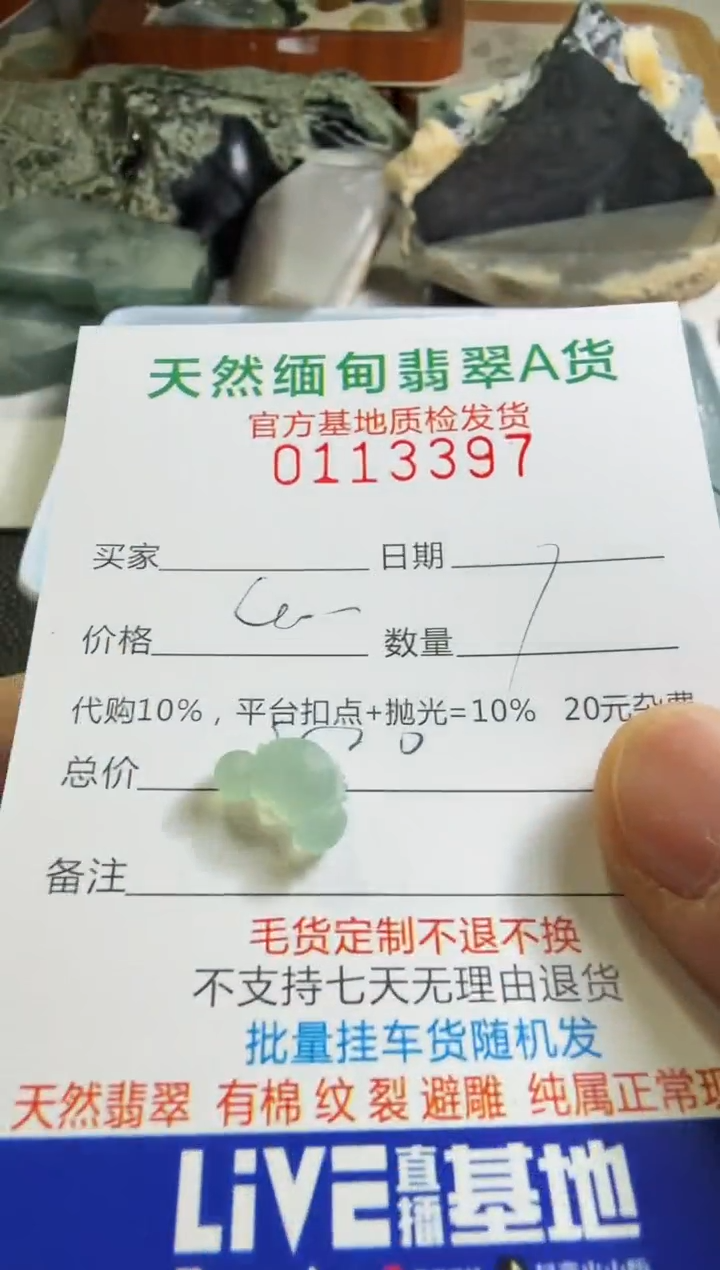 天然缅甸翡翠A货
官方基地质检发货
0113397
买家 日期
价格 数量
代购10%，平台扣点+抛光=10% 20元杂费
总价
备注
毛货定制不退不换
不支持七天无理由退货
批量挂车货随机发
天然翡翠 有棉 纹 裂 避雕 纯属正常现
LiVE直播基地